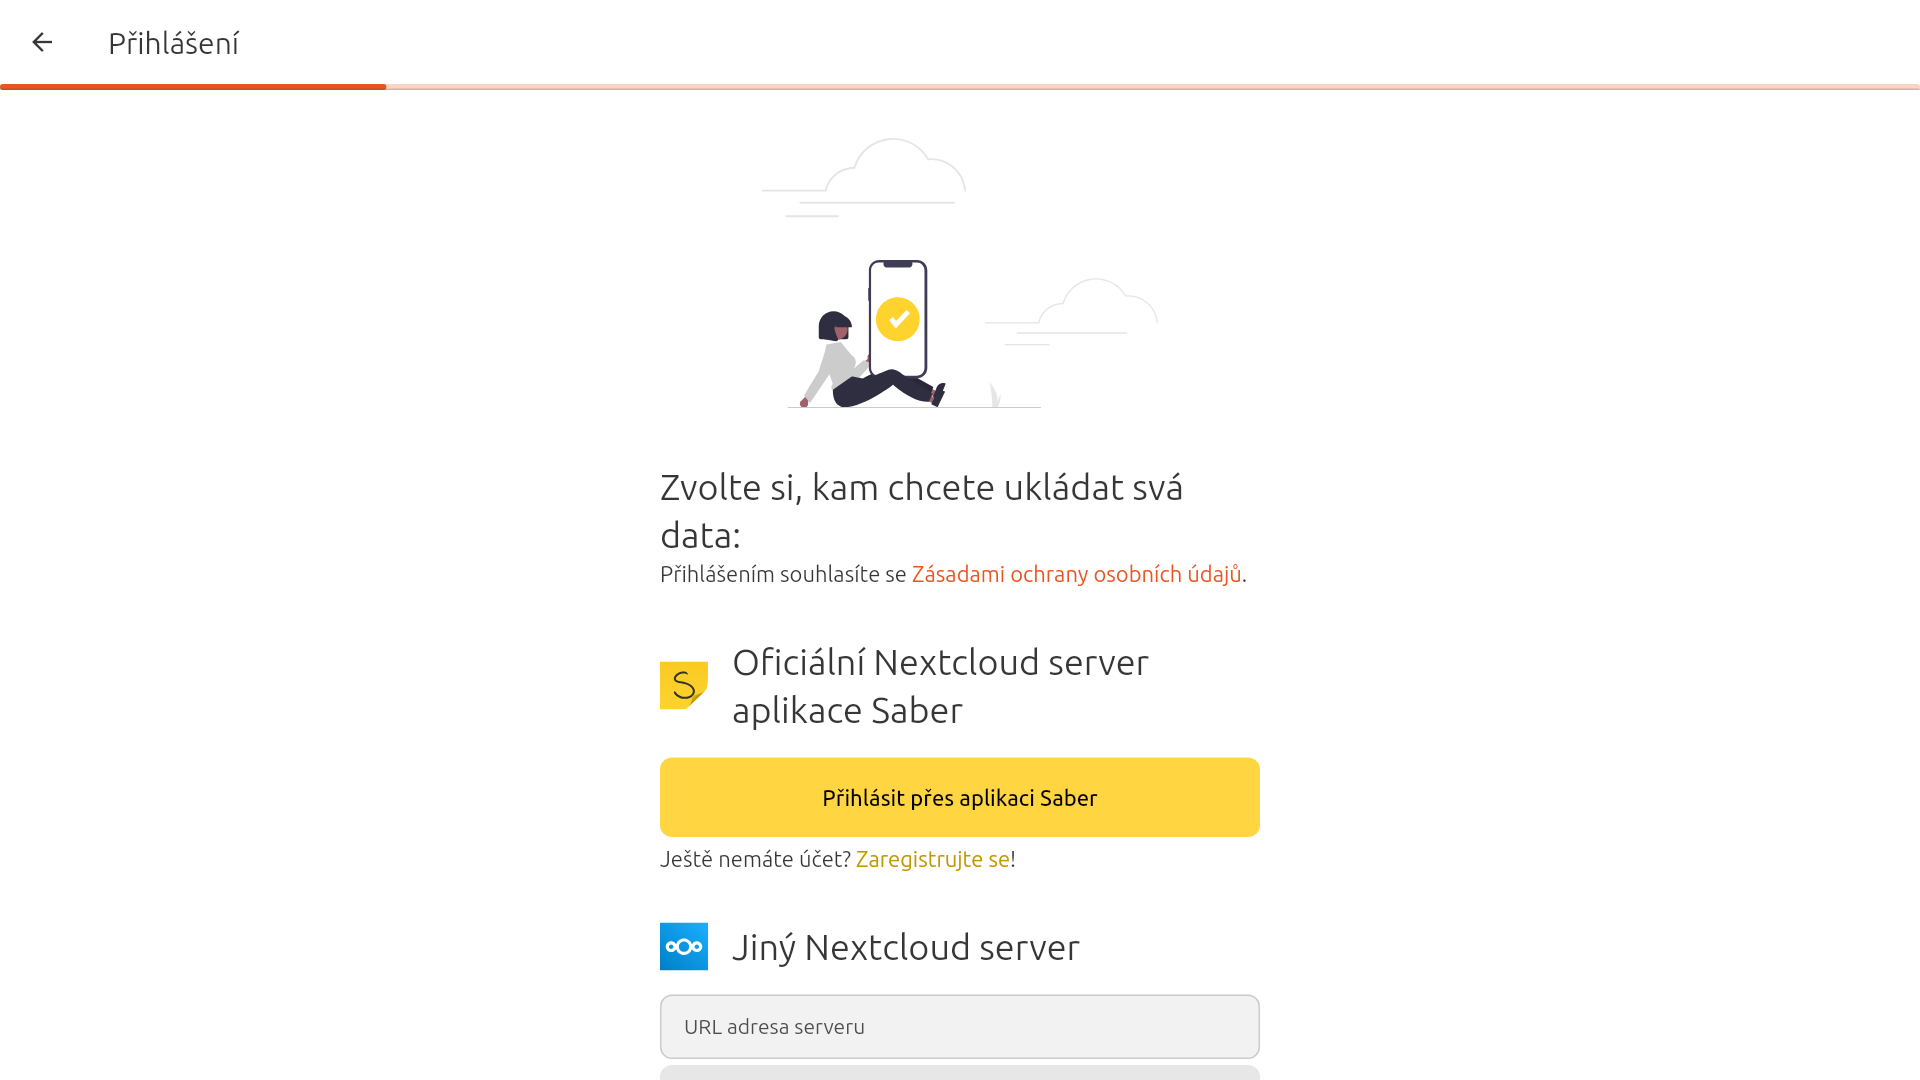 Přihlášení
Zvolte si, kam chcete ukládat svá
data:
Přihlášením souhlasíte se Zásadami ochrany osobních údajů.
S
Oficiální Nextcloud server
aplikace Saber
Přihlásit přes aplikaci Saber
Ještě nemáte účet? Zaregistrujte se!
Jiný Nextcloud server
URL adresa serveru